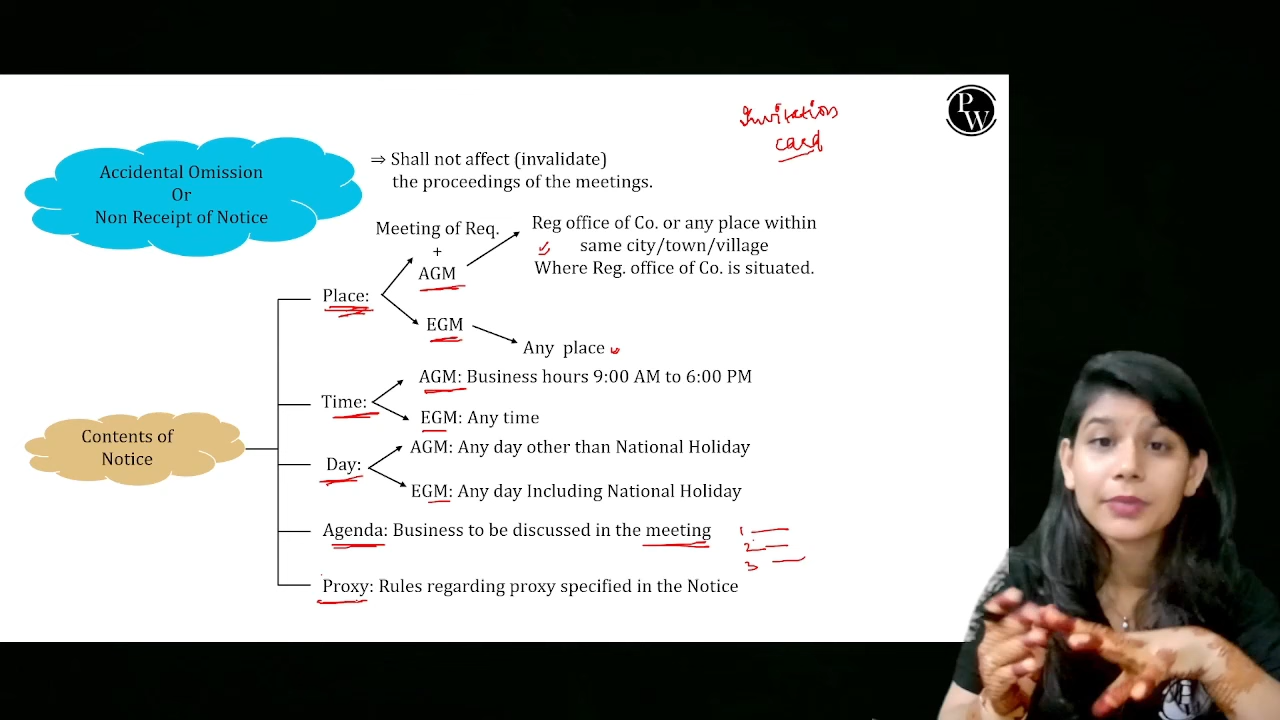 Invitation
card
PW
Accidental Omission
Or
Non Receipt of Notice
⇒ Shall not affect (invalidate)
the proceedings of the meetings.
Meeting of Req.
+
AGM
Reg office of Co. or any place within
same city/town/village
Where Reg. office of Co. is situated.
Place:
EGM
Any place
Contents of
Notice
Time:
AGM: Business hours 9:00 AM to 6:00 PM
EGM: Any time
Day:
AGM: Any day other than National Holiday
EGM: Any day Including National Holiday
Agenda: Business to be discussed in the meeting
1
2
3
Proxy: Rules regarding proxy specified in the Notice